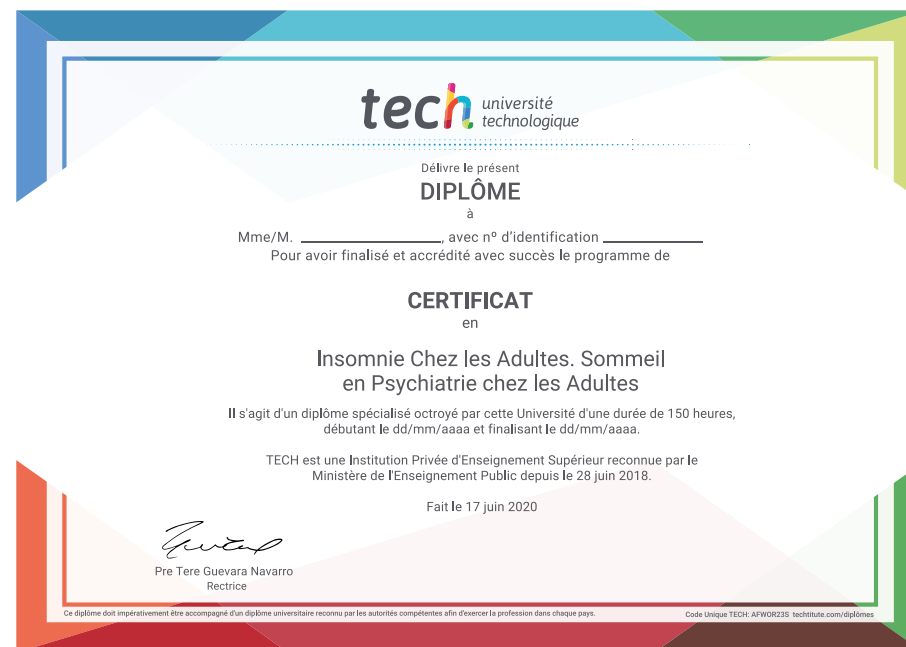 tech université
technologique
Délivre le présent
DIPLÔME
à
Mme/M. ____________________, avec nº d'identification ______________
Pour avoir finalisé et accrédité avec succès le programme de
CERTIFICAT
en
Insomnie Chez les Adultes. Sommeil
en Psychiatrie chez les Adultes
Il s'agit d'un diplôme spécialisé octroyé par cette Université d'une durée de 150 heures,
débutant le dd/mm/aaaa et finalisant le dd/mm/aaaa.
TECH est une Institution Privée d'Enseignement Supérieur reconnue par le
Ministère de l'Enseignement Public depuis le 28 juin 2018.
Fait le 17 juin 2020
Pre Tere Guevara Navarro
Rectrice
Ce diplôme doit impérativement être accompagné d'un diplôme universitaire reconnu par les autorités compétentes afin d'exercer la profession dans chaque pays.
Code Unique TECH: AFWOR23S techtitute.com/diplômes